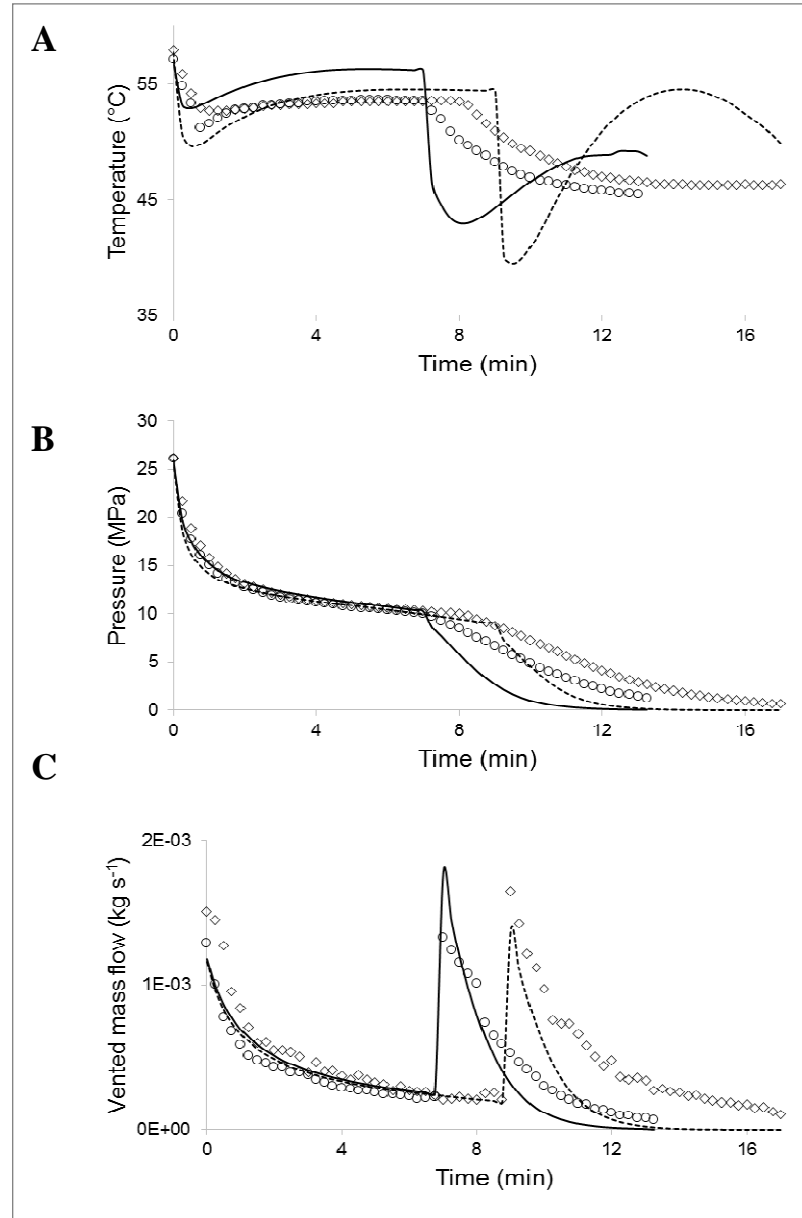 A
Temperature (°C)
55
45
35
0
4
8
12
16
Time (min)
B
Pressure (MPa)
30
25
20
15
10
5
0
0
4
8
12
16
Time (min)
C
Vented mass flow (kg s⁻¹)
2E-03
1E-03
0E+00
0
4
8
12
16
Time (min)